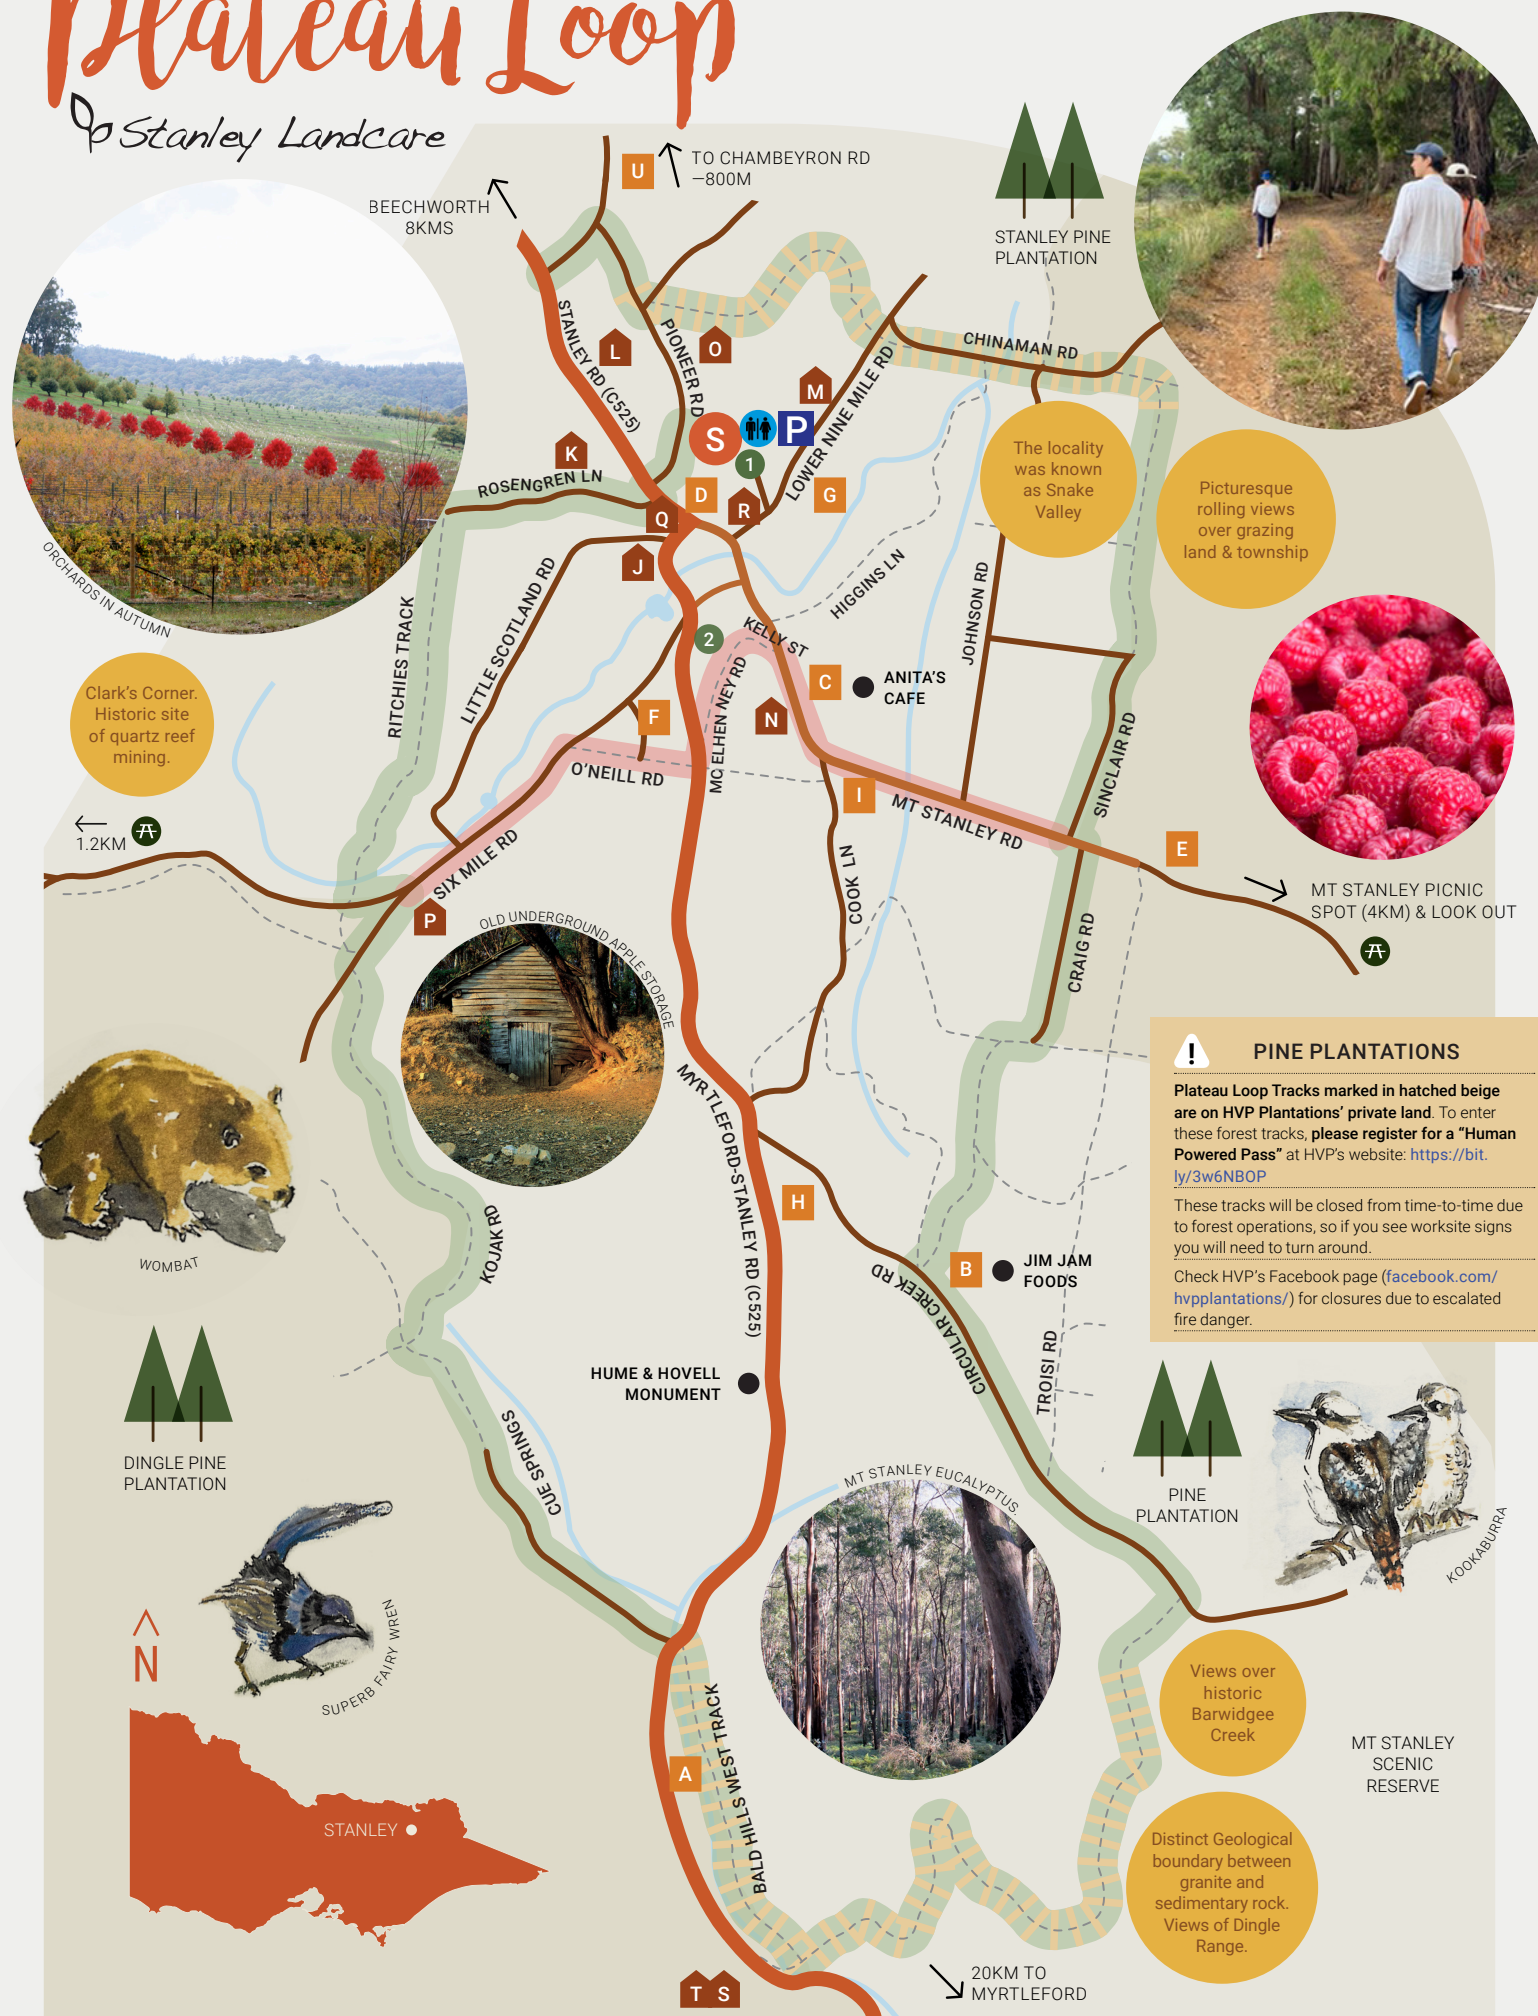 Plateau Loop
Stanley Landcare
U
TO CHAMBEYRON RD
–800M
BEECHWORTH
8KMS
STANLEY PINE
PLANTATION
STANLEY RD (C525)
L
PIONEER RD
O
M
CHINAMAN RD
LOWER NINE MILE RD
S
P
1
K
ROSENGREN LN
D
R
G
Q
J
The locality
was known
as Snake
Valley
Picturesque
rolling views
over grazing
land & township
ORCHARDS IN AUTUMN
RITCHIES TRACK
LITTLE SCOTLAND RD
HIGGINS LN
JOHNSON RD
2
KELLY ST
C
ANITA'S
CAFE
Clark's Corner.
Historic site
of quartz reef
mining.
F
MC ELHEN NEY RD
N
O'NEILL RD
I
MT STANLEY RD
SINCLAIR RD
1.2KM
SIX MILE RD
COOK LN
E
MT STANLEY PICNIC
SPOT (4KM) & LOOK OUT
P
OLD UNDERGROUND APPLE STORAGE
CRAIG RD
!
PINE PLANTATIONS
Plateau Loop Tracks marked in hatched beige
are on HVP Plantations' private land. To enter
these forest tracks, please register for a “Human
Powered Pass” at HVP's website: https://bit.
ly/3w6NBOP
These tracks will be closed from time-to-time due
to forest operations, so if you see worksite signs
you will need to turn around.
Check HVP's Facebook page (facebook.com/
hvpplantations/) for closures due to escalated
fire danger.
MYRTLEFORD-STANLEY RD (C525)
WOMBAT
KOJAK RD
H
B
JIM JAM
FOODS
CIRCULAR CREEK RD
TROISI RD
HUME & HOVELL
MONUMENT
DINGLE PINE
PLANTATION
CUE SPRINGS
MT STANLEY EUCALYPTUS.
PINE
PLANTATION
KOOKABURRA
SUPERB FAIRY WREN
N
Views over
historic
Barwidgee
Creek
MT STANLEY
SCENIC
RESERVE
A
BALD HILLS WEST TRACK
STANLEY
Distinct Geological
boundary between
granite and
sedimentary rock.
Views of Dingle
Range.
T S
20KM TO
MYRTLEFORD